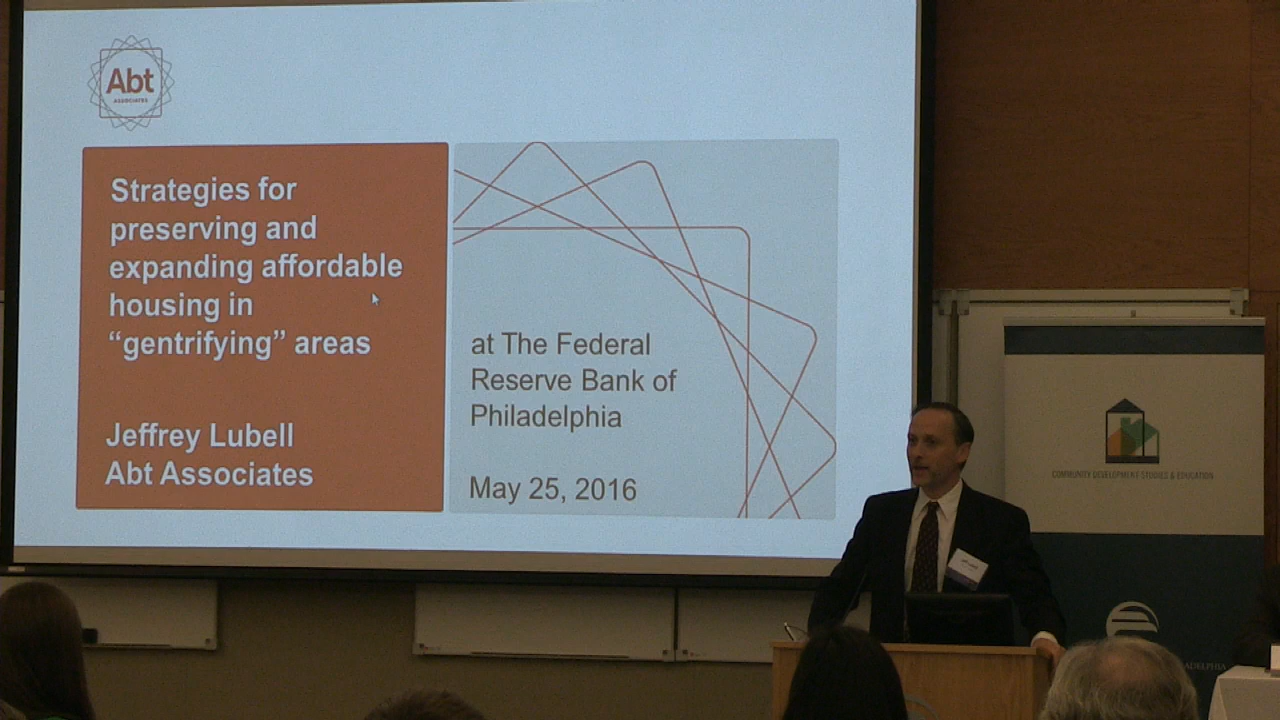 Abt
ASSOCIATES
Strategies for
preserving and
expanding affordable
housing in
“gentrifying” areas
Jeffrey Lubell
Abt Associates
at The Federal
Reserve Bank of
Philadelphia
May 25, 2016
COMMUNITY DEVELOPMENT STUDIES & EDUCATION